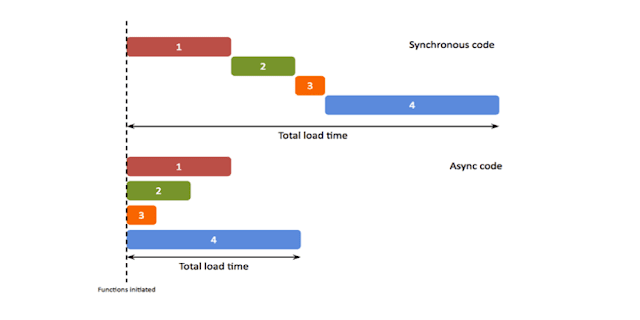 1
Synchronous code
2
3
4
Total load time
1
Async code
2
3
4
Total load time
Functions initiated